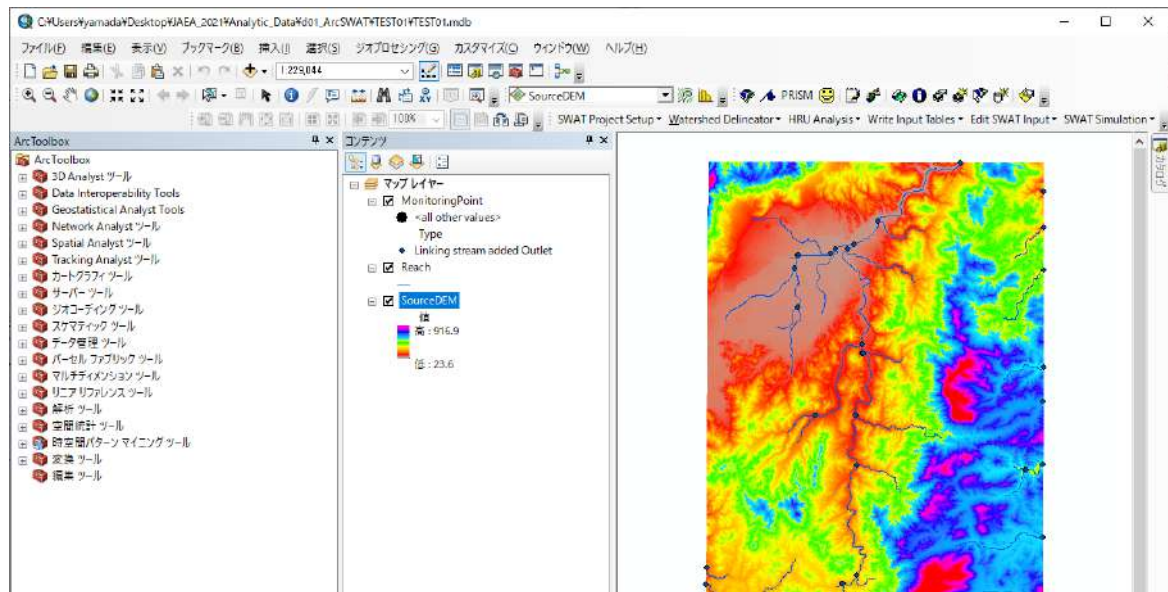 C:¥Users¥yamada¥Desktop¥JAEA_2021¥Analytic_Data¥d01_ArcSWAT¥TEST01¥TEST01.mdb
ファイル(F) 編集(E) 表示(V) ブックマーク(B) 挿入(I) 選択(S) ジオプロセシング(G) カスタマイズ(C) ウィンドウ(W) ヘルプ(H)
1:229,044
SourceDEM PRISM
100% SWAT Project Setup Watershed Delineator HRU Analysis Write Input Tables Edit SWAT Input SWAT Simulation
ArcToolbox
ArcToolbox
3D Analyst ツール
Data Interoperability Tools
Geostatistical Analyst Tools
Network Analyst ツール
Spatial Analyst ツール
Tracking Analyst ツール
カートグラフィ ツール
サーバー ツール
ジオコーディング ツール
スケマティック ツール
データ管理 ツール
パーセル ファブリック ツール
マルチディメンション ツール
リニア リファレンス ツール
解析 ツール
空間統計 ツール
時空間パターン マイニング ツール
変換 ツール
編集 ツール
コンテンツ
マップ レイヤー
MonitoringPoint
<all other values>
Type
Linking stream added Outlet
Reach
SourceDEM
値
高 : 916.9
低 : 23.6
カタログ